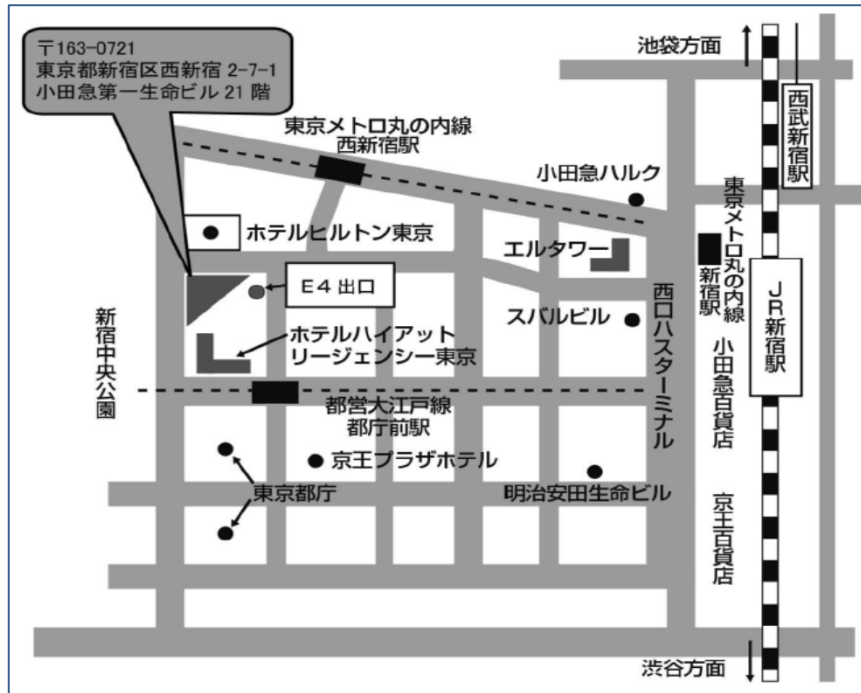 〒163-0721
東京都新宿区西新宿 2-7-1
小田急第一生命ビル 21 階
池袋方面
西武新宿駅
東京メトロ丸の内線
西新宿駅
小田急ハルク
東京メトロ丸の内線
新宿駅
ホテルヒルトン東京
エルタワー
E4 出口
JR新宿駅
スバルビル
新宿中央公園
ホテルハイアット
リージェンシー東京
西口バスターミナル
小田急百貨店
都営大江戸線
都庁前駅
京王プラザホテル
東京都庁
明治安田生命ビル
京王百貨店
渋谷方面